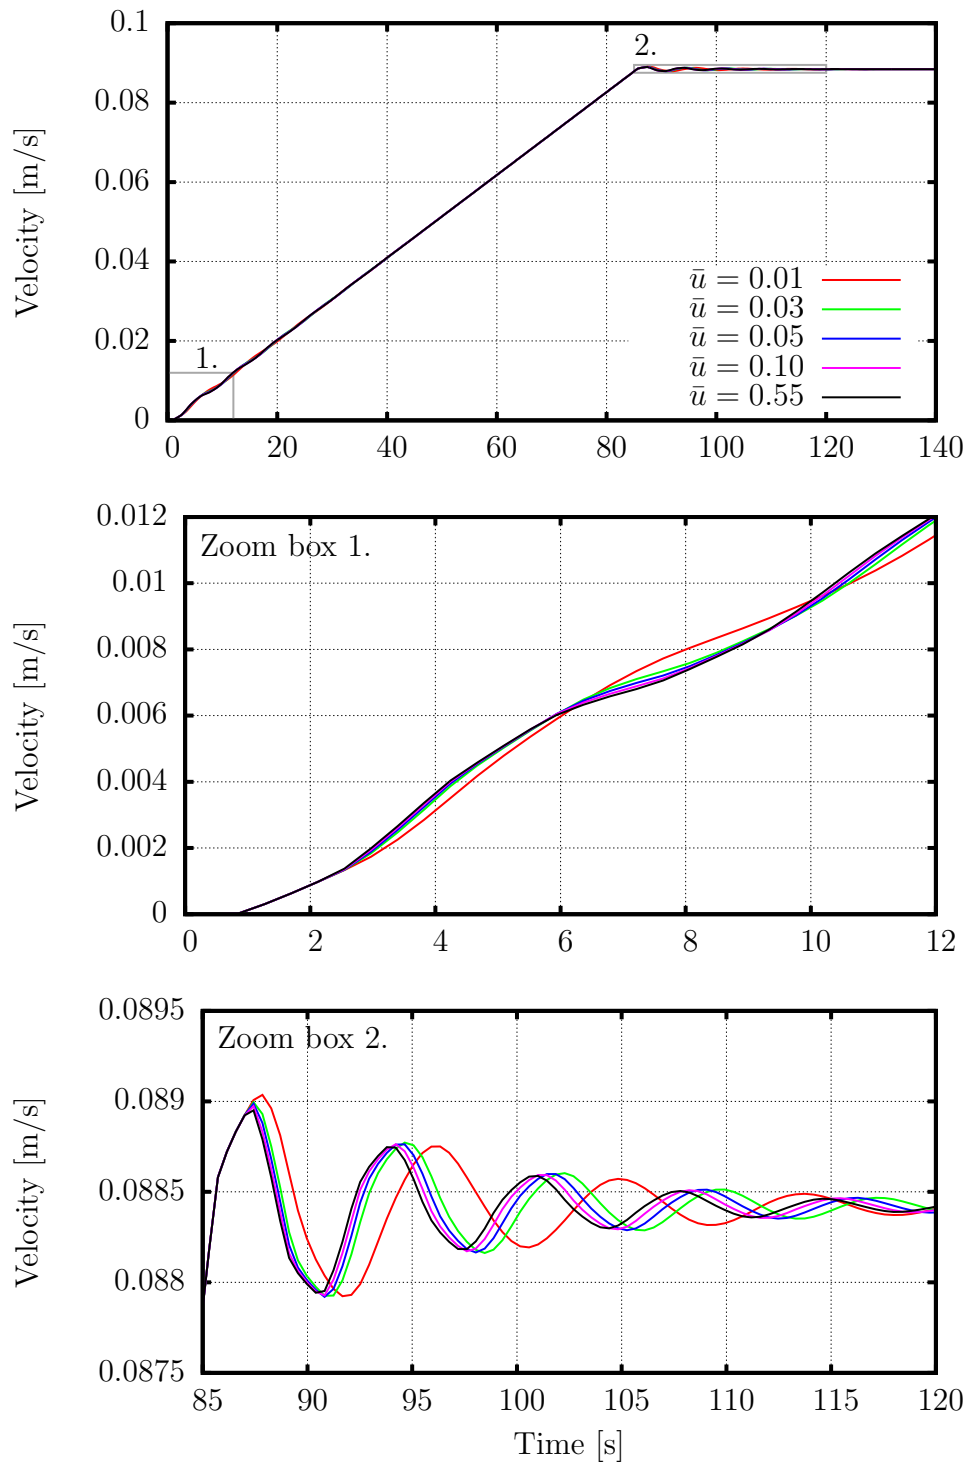 0.1
0.08
0.06
0.04
0.02
0
Velocity [m/s]
1.
2.
ū = 0.01
ū = 0.03
ū = 0.05
ū = 0.10
ū = 0.55
0 20 40 60 80 100 120 140
0.012
0.01
0.008
0.006
0.004
0.002
0
Velocity [m/s]
Zoom box 1.
0 2 4 6 8 10 12
0.0895
0.089
0.0885
0.088
0.0875
Velocity [m/s]
Zoom box 2.
85 90 95 100 105 110 115 120
Time [s]